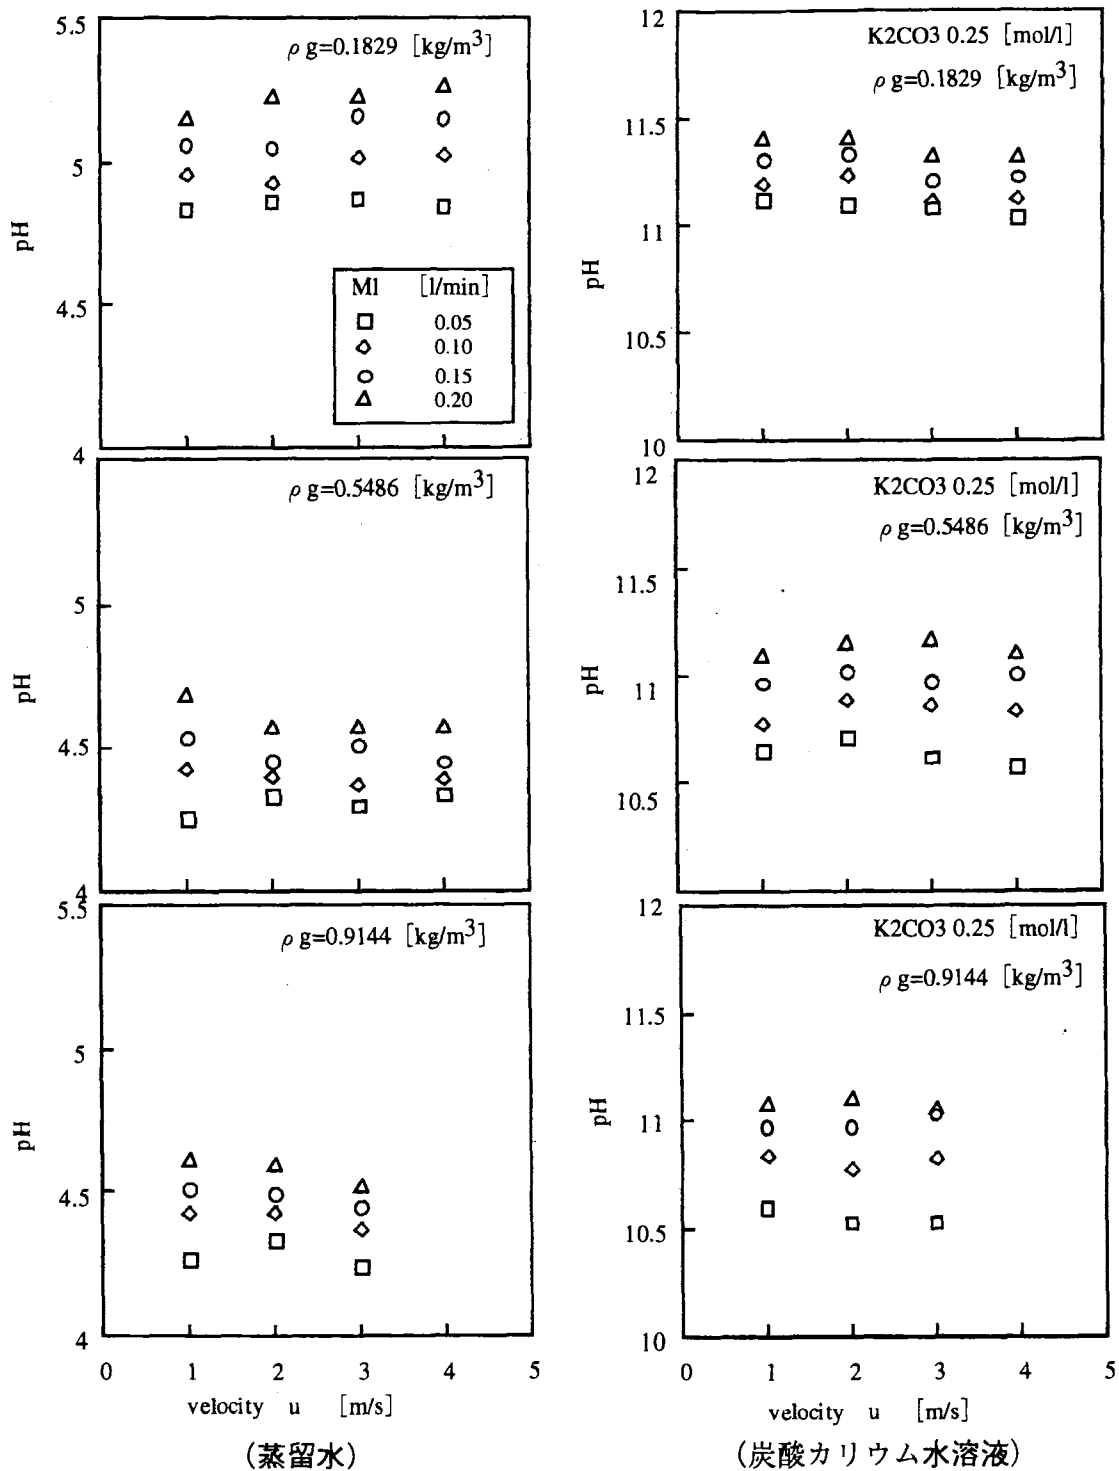 5.5
ρ g=0.1829 [kg/m3]
5
4.5
4
pH
Ml [l/min]
0.05
0.10
0.15
0.20
12
K2CO3 0.25 [mol/l]
ρ g=0.1829 [kg/m3]
11.5
11
10.5
10
pH
ρ g=0.5486 [kg/m3]
5
4.5
4
pH
12
K2CO3 0.25 [mol/l]
ρ g=0.5486 [kg/m3]
11.5
11
10.5
pH
5.5
ρ g=0.9144 [kg/m3]
5
4.5
4
pH
0 1 2 3 4 5
velocity u [m/s]
(蒸留水)
12
K2CO3 0.25 [mol/l]
ρ g=0.9144 [kg/m3]
11.5
11
10.5
10
pH
0 1 2 3 4 5
velocity u [m/s]
(炭酸カリウム水溶液)